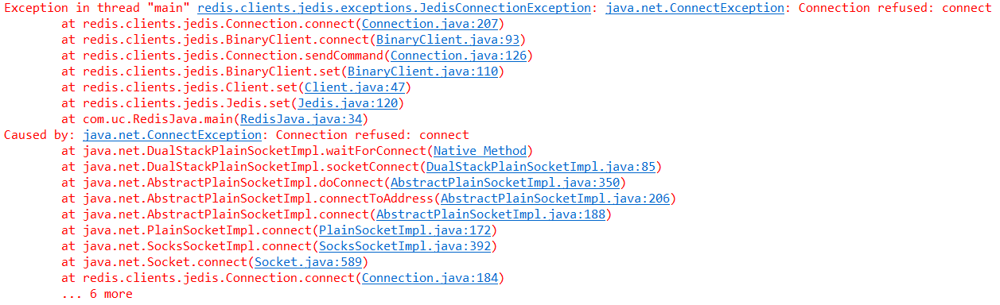 Exception in thread "main" redis.clients.jedis.exceptions.JedisConnectionException: java.net.ConnectException: Connection refused: connect
at redis.clients.jedis.Connection.connect(Connection.java:207)
at redis.clients.jedis.BinaryClient.connect(BinaryClient.java:93)
at redis.clients.jedis.Connection.sendCommand(Connection.java:126)
at redis.clients.jedis.BinaryClient.set(BinaryClient.java:110)
at redis.clients.jedis.Client.set(Client.java:47)
at redis.clients.jedis.Jedis.set(Jedis.java:120)
at com.uc.RedisJava.main(RedisJava.java:34)
Caused by: java.net.ConnectException: Connection refused: connect
at java.net.DualStackPlainSocketImpl.waitForConnect(Native Method)
at java.net.DualStackPlainSocketImpl.socketConnect(DualStackPlainSocketImpl.java:85)
at java.net.AbstractPlainSocketImpl.doConnect(AbstractPlainSocketImpl.java:350)
at java.net.AbstractPlainSocketImpl.connectToAddress(AbstractPlainSocketImpl.java:206)
at java.net.AbstractPlainSocketImpl.connect(AbstractPlainSocketImpl.java:188)
at java.net.PlainSocketImpl.connect(PlainSocketImpl.java:172)
at java.net.SocksSocketImpl.connect(SocksSocketImpl.java:392)
at java.net.Socket.connect(Socket.java:589)
at redis.clients.jedis.Connection.connect(Connection.java:184)
... 6 more